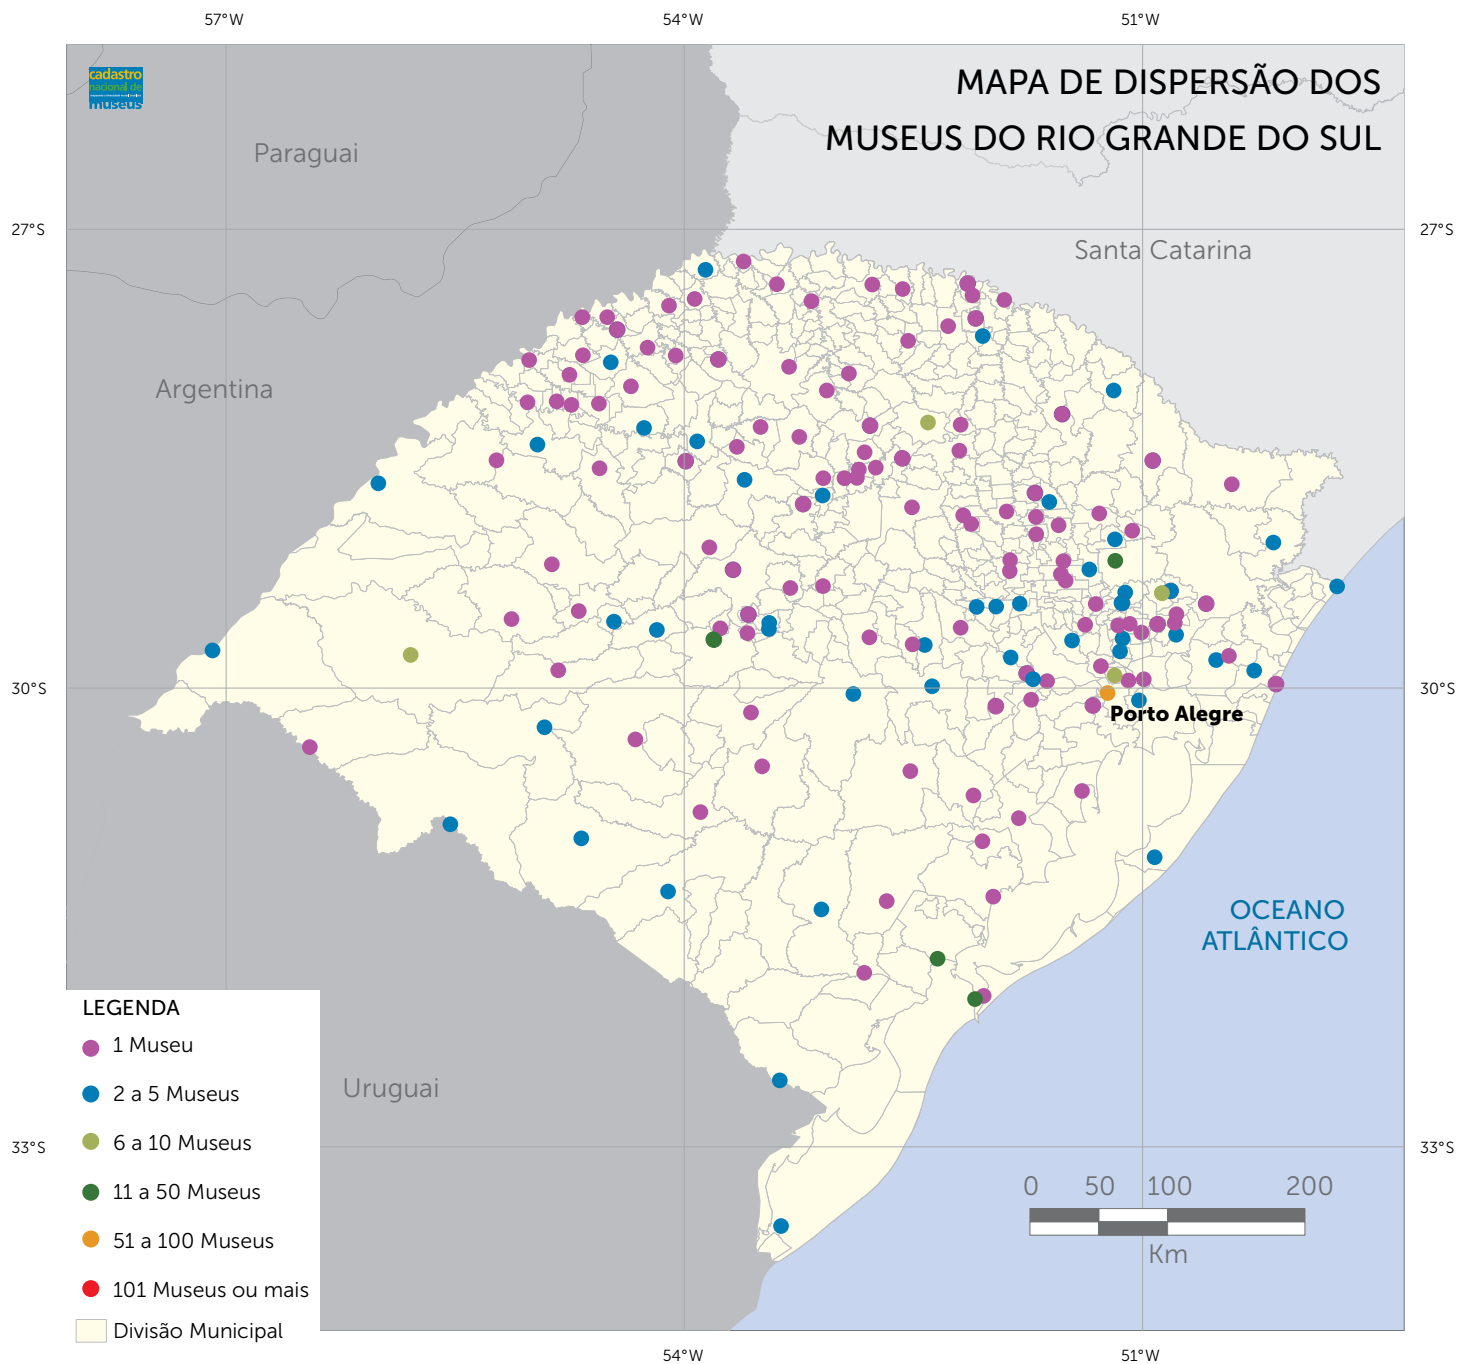 57°W
54°W
51°W
cadastro
nacional de
museus
MAPA DE DISPERSÃO DOS
MUSEUS DO RIO GRANDE DO SUL
Paraguai
27°S
27°S
Santa Catarina
Argentina
30°S
30°S
Porto Alegre
OCEANO
ATLÂNTICO
LEGENDA
1 Museu
2 a 5 Museus
6 a 10 Museus
11 a 50 Museus
51 a 100 Museus
101 Museus ou mais
Divisão Municipal
Uruguai
33°S
33°S
0 50 100 200
Km
54°W
51°W